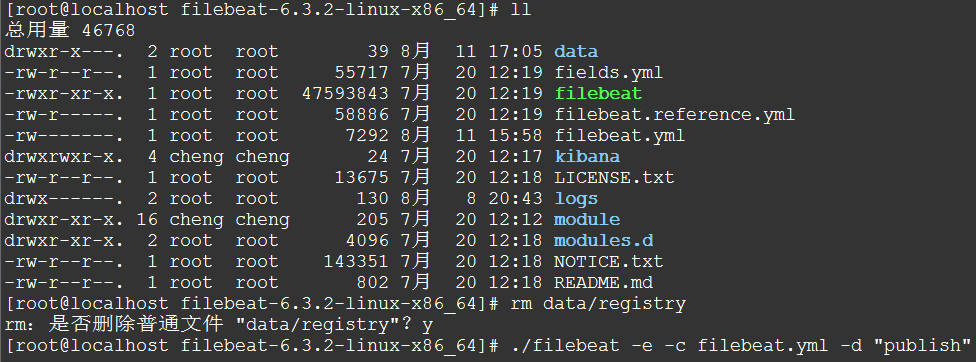 [root@localhost filebeat-6.3.2-linux-x86_64]# ll
总用量 46768
drwxr-x---.  2 root  root        39 8月  11 17:05 data
-rw-r--r--.  1 root  root     55717 7月  20 12:19 fields.yml
-rwxr-xr-x.  1 root  root  47593843 7月  20 12:19 filebeat
-rw-r-----.  1 root  root     58886 7月  20 12:19 filebeat.reference.yml
-rw-------.  1 root  root      7292 8月  11 15:58 filebeat.yml
drwxrwxr-x.  4 cheng cheng       24 7月  20 12:17 kibana
-rw-r--r--.  1 root  root     13675 7月  20 12:18 LICENSE.txt
drwx------.  2 root  root       130 8月   8 20:43 logs
drwxr-xr-x. 16 cheng cheng      205 7月  20 12:12 module
drwxr-xr-x.  2 root  root      4096 7月  20 12:18 modules.d
-rw-r--r--.  1 root  root    143351 7月  20 12:18 NOTICE.txt
-rw-r--r--.  1 root  root       802 7月  20 12:18 README.md
[root@localhost filebeat-6.3.2-linux-x86_64]# rm data/registry
rm：是否删除普通文件 "data/registry"？y
[root@localhost filebeat-6.3.2-linux-x86_64]# ./filebeat -e -c filebeat.yml -d "publish"